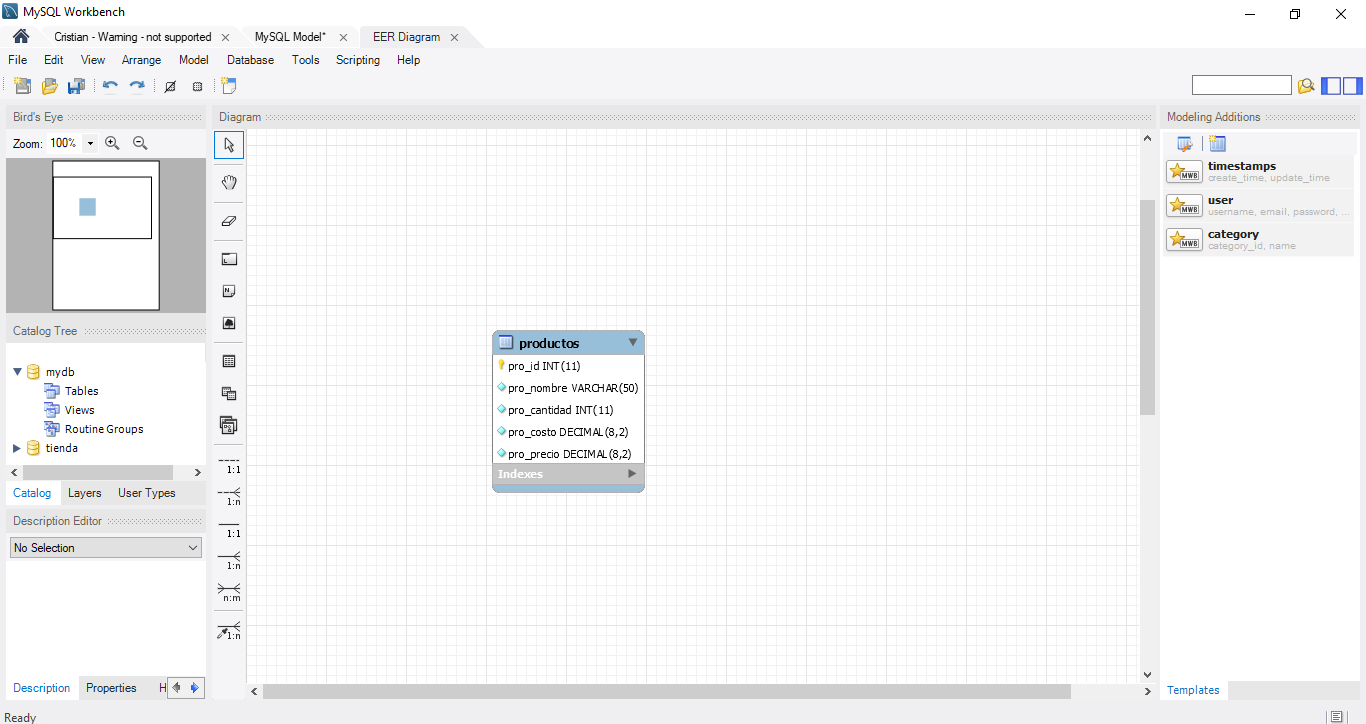 MySQL Workbench
Cristian - Warning - not supported
MySQL Model*
EER Diagram
File Edit View Arrange Model Database Tools Scripting Help
Bird's Eye
Zoom: 100%
Catalog Tree
mydb
Tables
Views
Routine Groups
tienda
Catalog Layers User Types
Description Editor
No Selection
Description Properties H
Ready
Diagram
1:1
1:n
1:1
1:n
n:m
1:n
productos
pro_id INT(11)
pro_nombre VARCHAR(50)
pro_cantidad INT(11)
pro_costo DECIMAL(8,2)
pro_precio DECIMAL(8,2)
Indexes
Modeling Additions
MWB
timestamps
create_time, update_time
MWB
user
username, email, password, ...
MWB
category
category_id, name
Templates